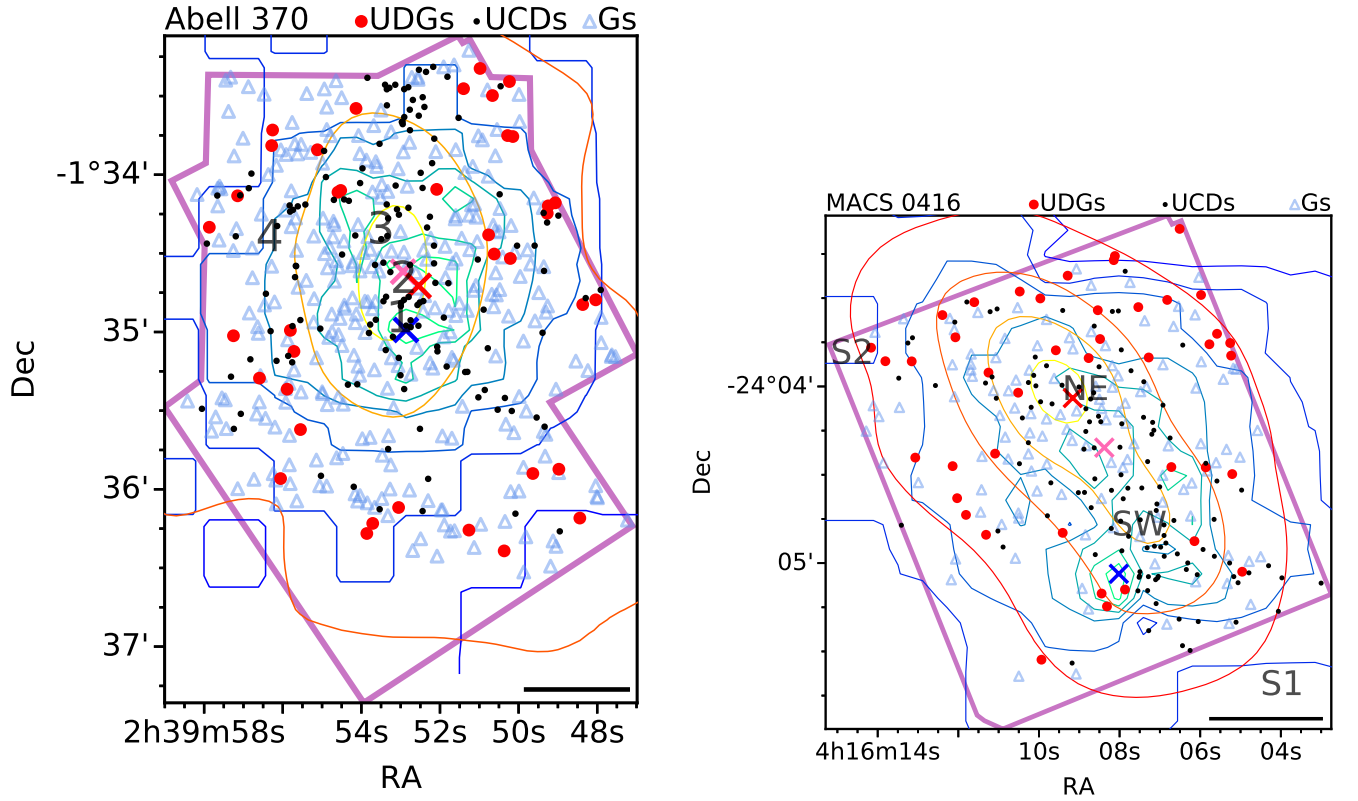 Abell 370 UDGs UCDs Gs
-1°34'
35'
36'
37'
Dec
4
3
2
1
2h39m58s 54s 52s 50s 48s
RA
MACS 0416 UDGs UCDs Gs
-24°04'
05'
Dec
S2
NE
SW
S1
4h16m14s 10s 08s 06s 04s
RA